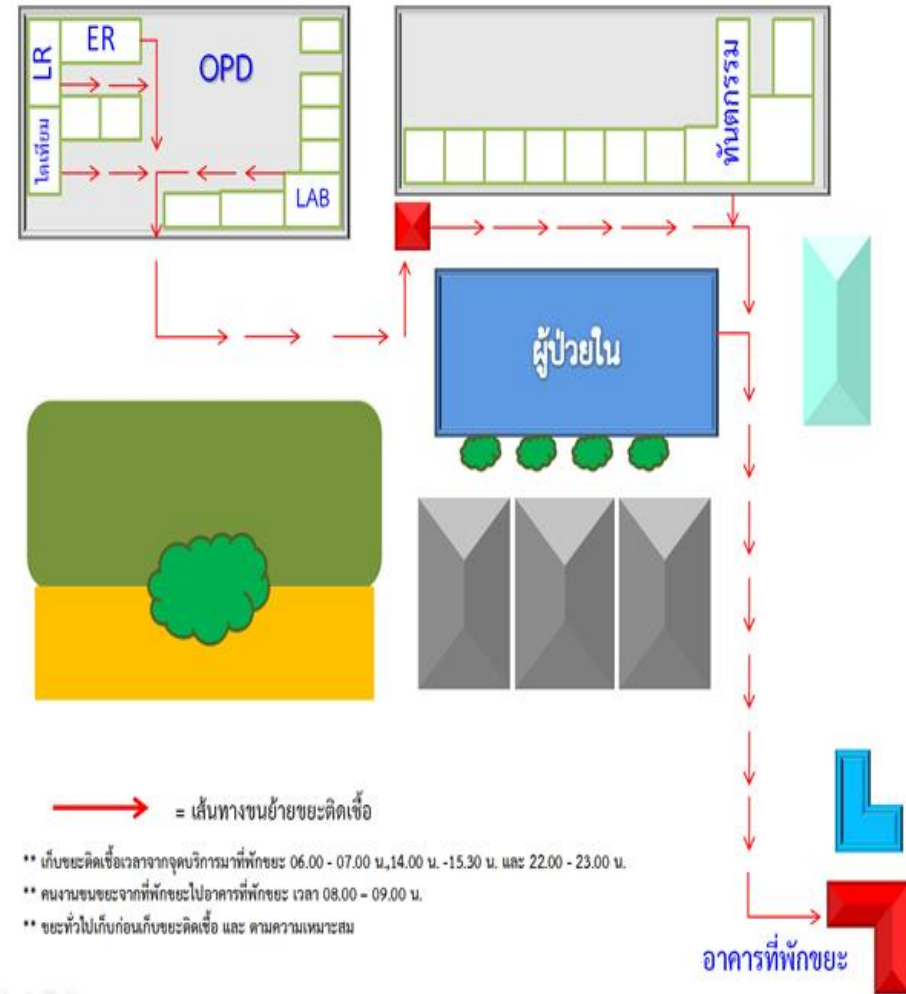 LR
ER
OPD
ไตเทียม
LAB
ทันตกรรม
ผู้ป่วยใน
= เส้นทางขนย้ายขยะติดเชื้อ
** เก็บขยะติดเชื้อเวลาจากจุดบริการมาที่พักขยะ 06.00 - 07.00 น.,14.00 น. -15.30 น. และ 22.00 - 23.00 น.
** คนงานขนขยะจากที่พักขยะไปอาคารที่พักขยะ เวลา 08.00 – 09.00 น.
** ขยะทั่วไปเก็บก่อนเก็บขยะติดเชื้อ และ ตามความเหมาะสม
อาคารที่พักขยะ